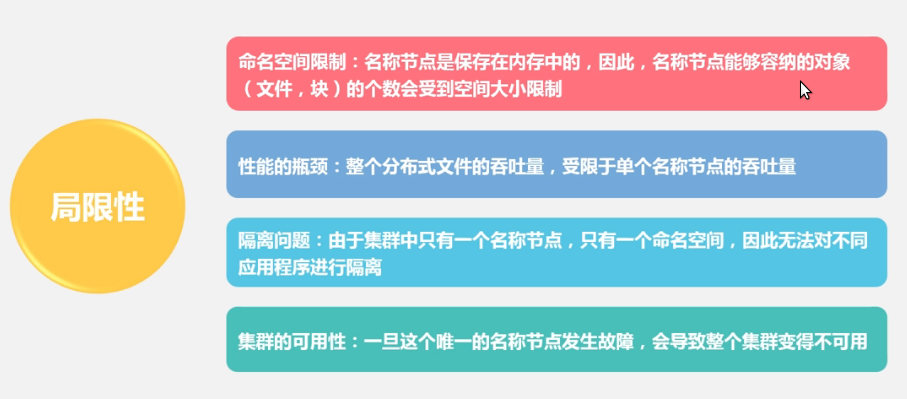 局限性
命名空间限制：名称节点是保存在内存中的，因此，名称节点能够容纳的对象
（文件，块）的个数会受到空间大小限制
性能的瓶颈：整个分布式文件的吞吐量，受限于单个名称节点的吞吐量
隔离问题：由于集群中只有一个名称节点，只有一个命名空间，因此无法对不同
应用程序进行隔离
集群的可用性：一旦这个唯一的名称节点发生故障，会导致整个集群变得不可用